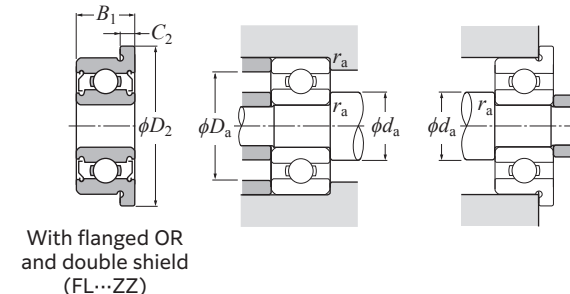 B₁
C₂
ϕD₂
rₐ
rₐ
ϕDₐ
ϕdₐ
rₐ
ϕdₐ
With flanged OR
and double shield
(FL···ZZ)